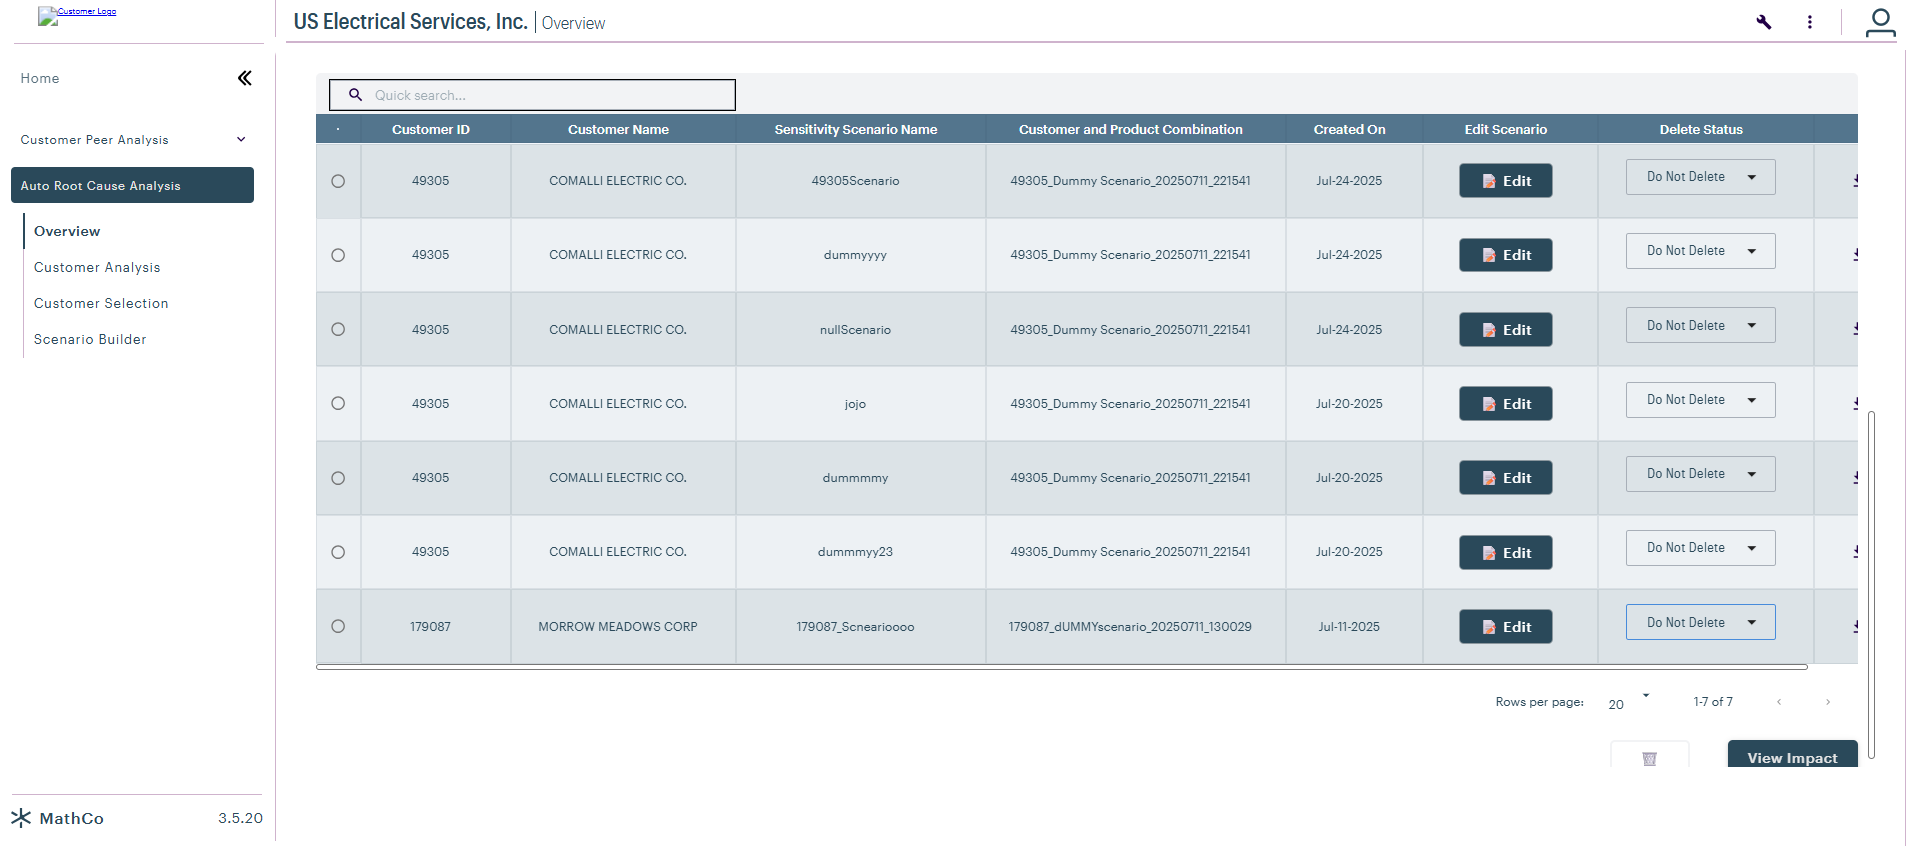 Customer Logo
US Electrical Services, Inc. | Overview
Home
Customer Peer Analysis
Auto Root Cause Analysis
Overview
Customer Analysis
Customer Selection
Scenario Builder
MathCo 3.5.20
Quick search...
Customer ID Customer Name Sensitivity Scenario Name Customer and Product Combination Created On Edit Scenario Delete Status
49305 COMALLI ELECTRIC CO. 49305Scenario 49305_Dummy Scenario_20250711_221541 Jul-24-2025 Edit Do Not Delete
49305 COMALLI ELECTRIC CO. dummyyyy 49305_Dummy Scenario_20250711_221541 Jul-24-2025 Edit Do Not Delete
49305 COMALLI ELECTRIC CO. nullScenario 49305_Dummy Scenario_20250711_221541 Jul-24-2025 Edit Do Not Delete
49305 COMALLI ELECTRIC CO. jojo 49305_Dummy Scenario_20250711_221541 Jul-20-2025 Edit Do Not Delete
49305 COMALLI ELECTRIC CO. dummmmy 49305_Dummy Scenario_20250711_221541 Jul-20-2025 Edit Do Not Delete
49305 COMALLI ELECTRIC CO. dummmyy23 49305_Dummy Scenario_20250711_221541 Jul-20-2025 Edit Do Not Delete
179087 MORROW MEADOWS CORP 179087_Scneariоooo 179087_dUMMYscenario_20250711_130029 Jul-11-2025 Edit Do Not Delete
Rows per page: 20 1-7 of 7
View Impact